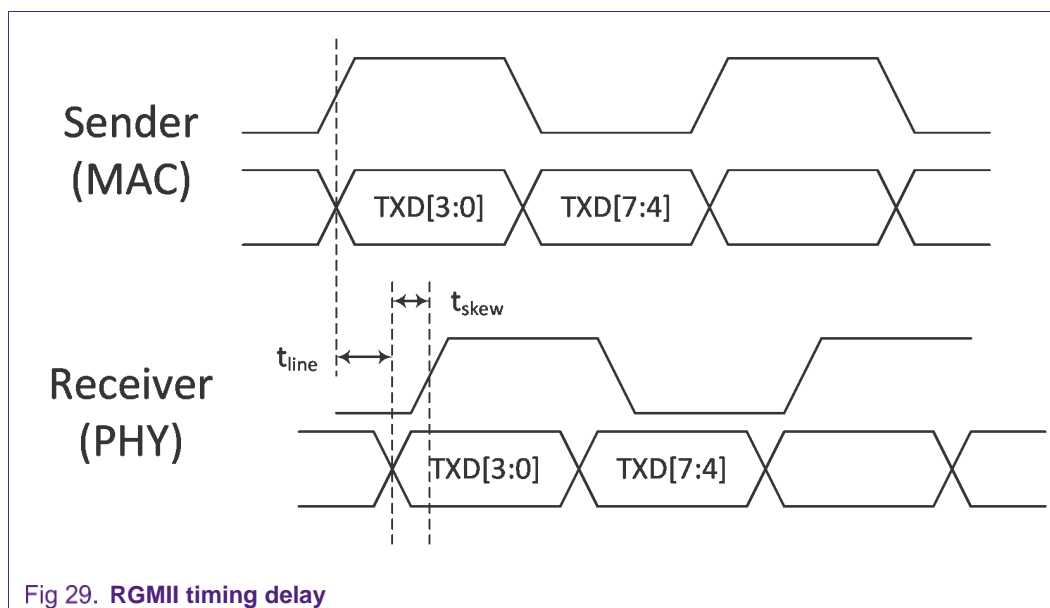 Sender
(MAC)
TXD[3:0]
TXD[7:4]
tskew
tline
Receiver
(PHY)
TXD[3:0]
TXD[7:4]
Fig 29. RGMII timing delay